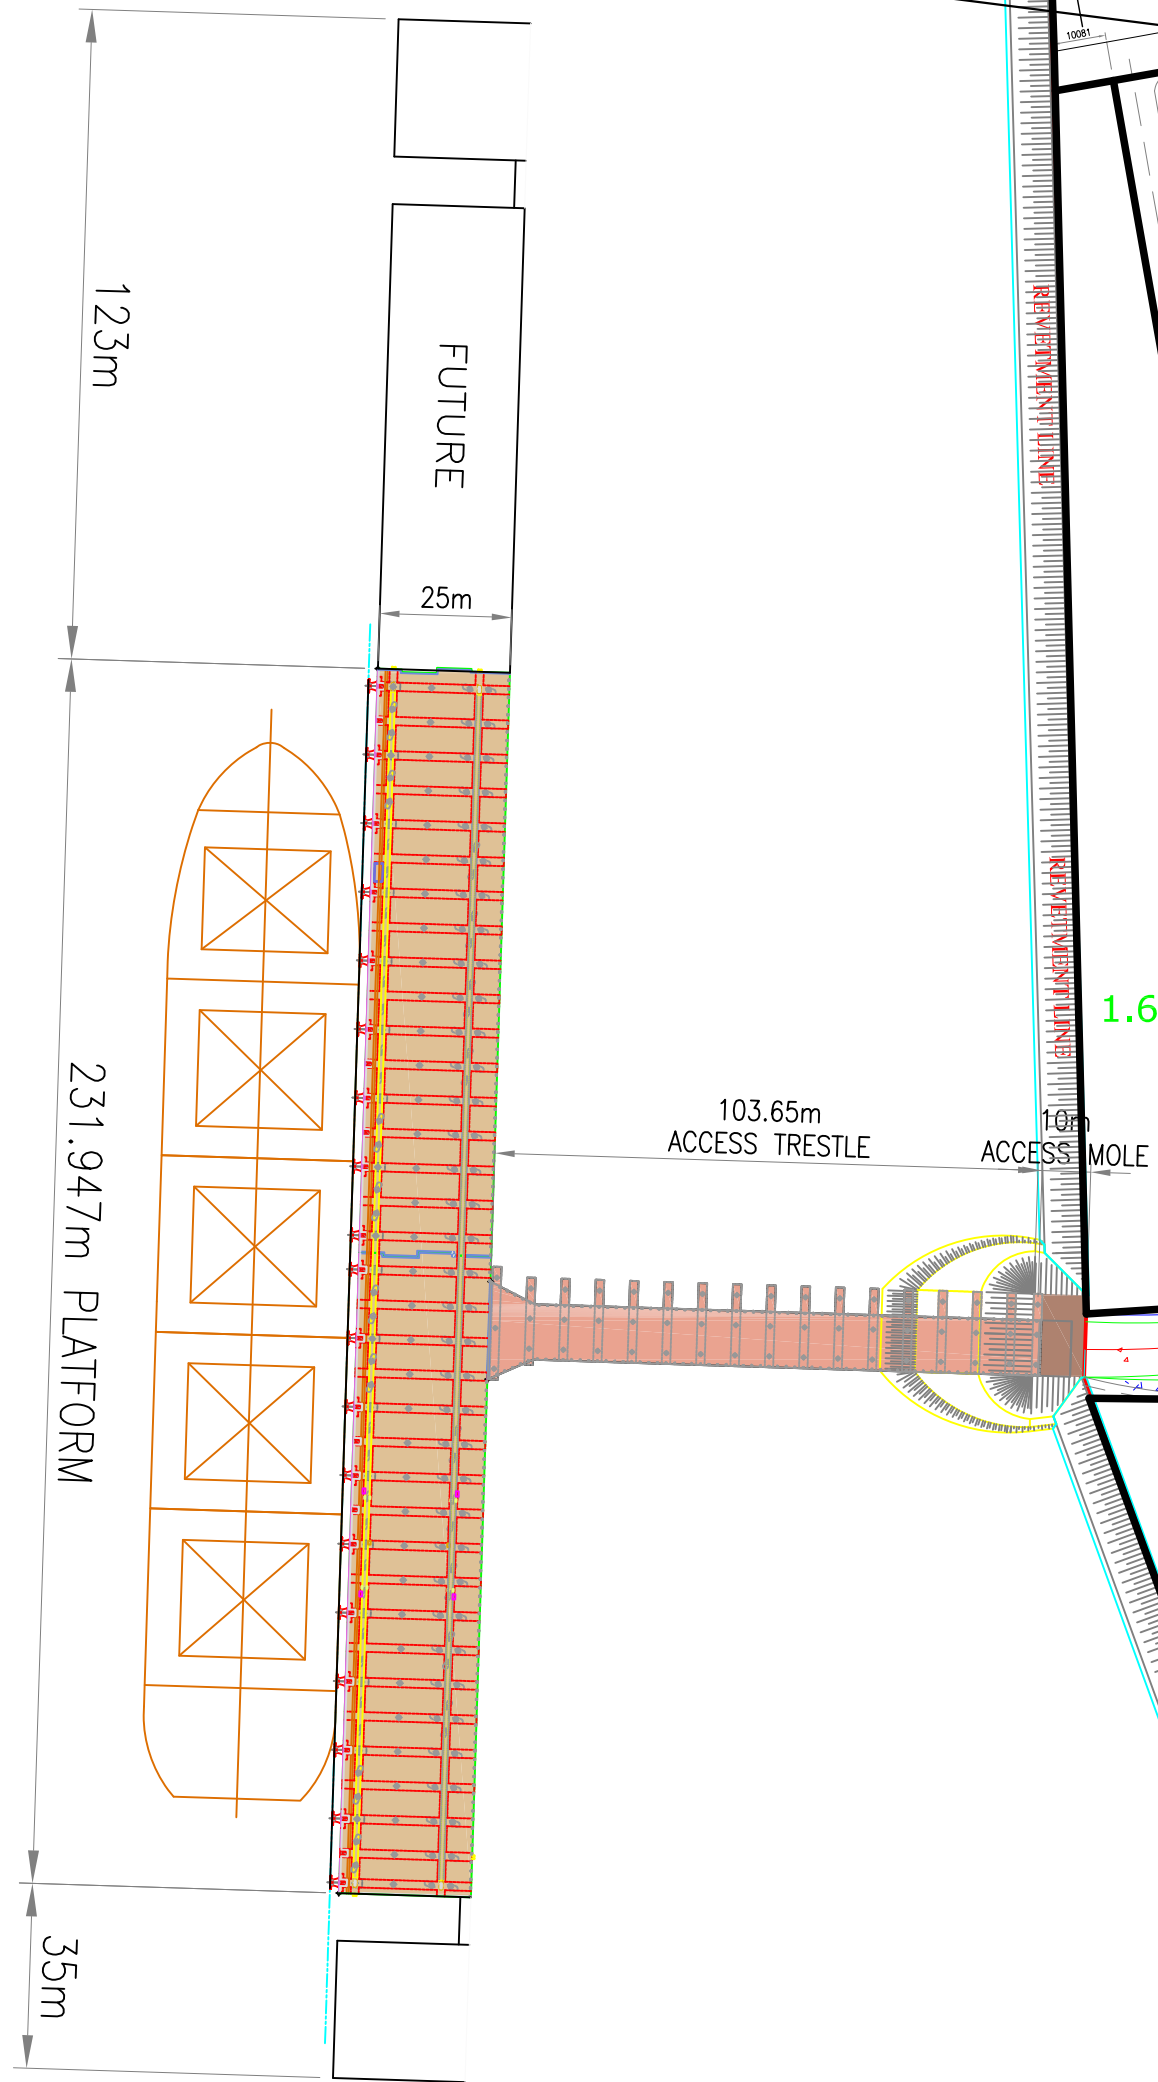 10081
123m
FUTURE
REVETMENT LINE
25m
REVETMENT LINE
1.6
103.65m
ACCESS TRESTLE
10m
ACCESS MOLE
231.947m PLATFORM
35m